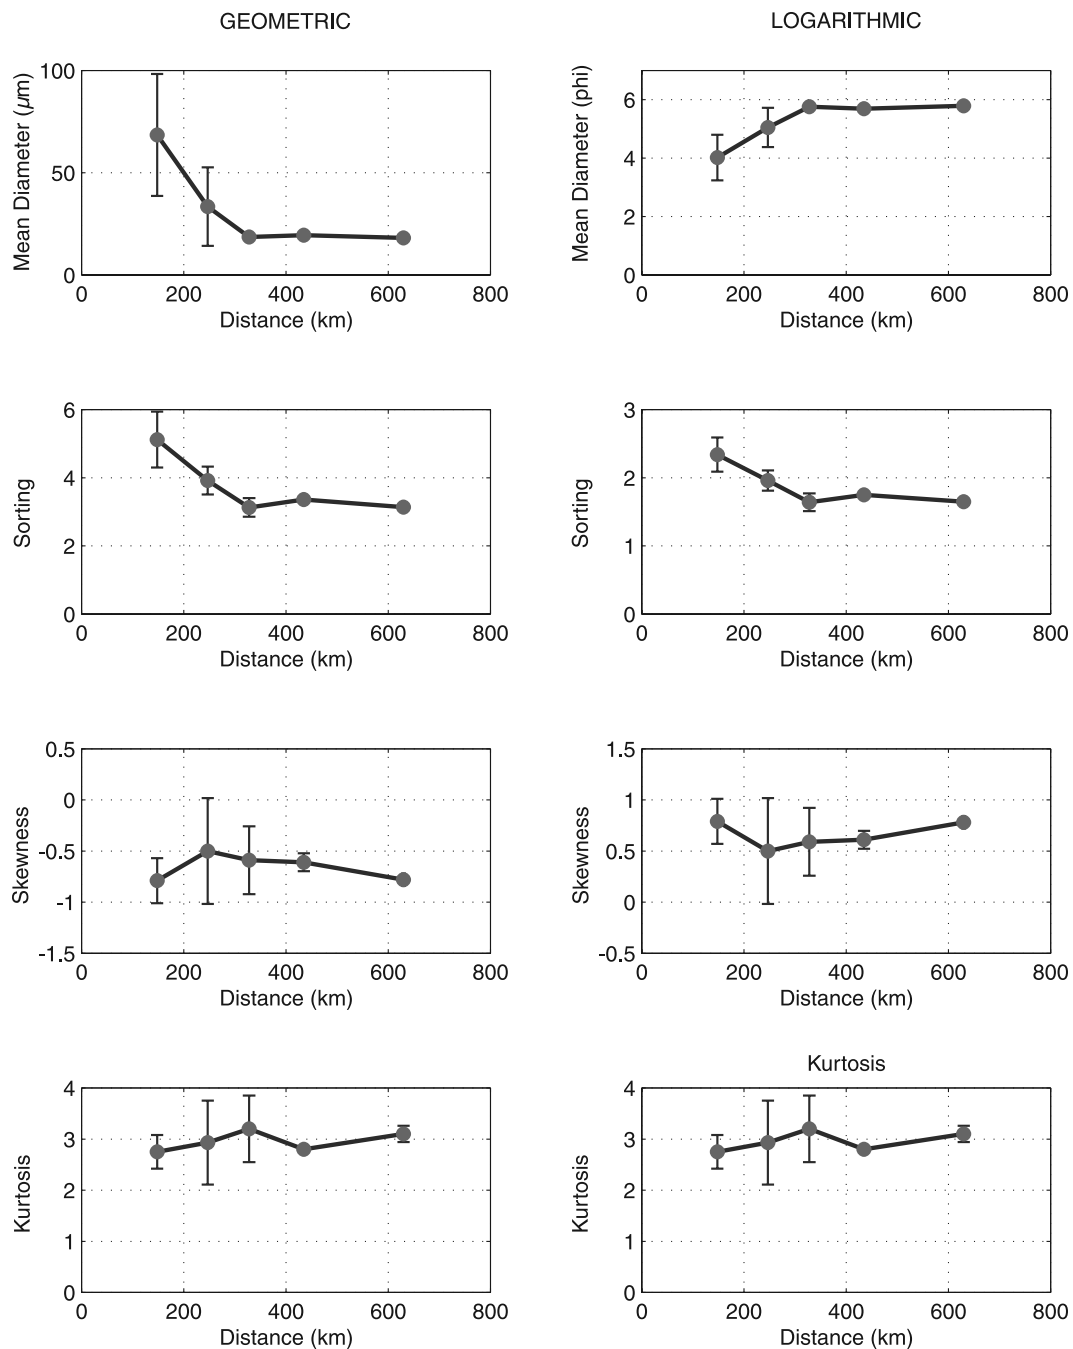 GEOMETRIC
LOGARITHMIC
Mean Diameter (µm)
100
50
0
0 200 400 600 800
Distance (km)
Mean Diameter (phi)
6
4
2
0
0 200 400 600 800
Distance (km)
Sorting
6
4
2
0
0 200 400 600 800
Distance (km)
Sorting
3
2
1
0
0 200 400 600 800
Distance (km)
Skewness
0.5
0
-0.5
-1
-1.5
0 200 400 600 800
Distance (km)
Skewness
1.5
1
0.5
0
-0.5
0 200 400 600 800
Distance (km)
Kurtosis
4
3
2
1
0
0 200 400 600 800
Distance (km)
Kurtosis
Kurtosis
4
3
2
1
0
0 200 400 600 800
Distance (km)